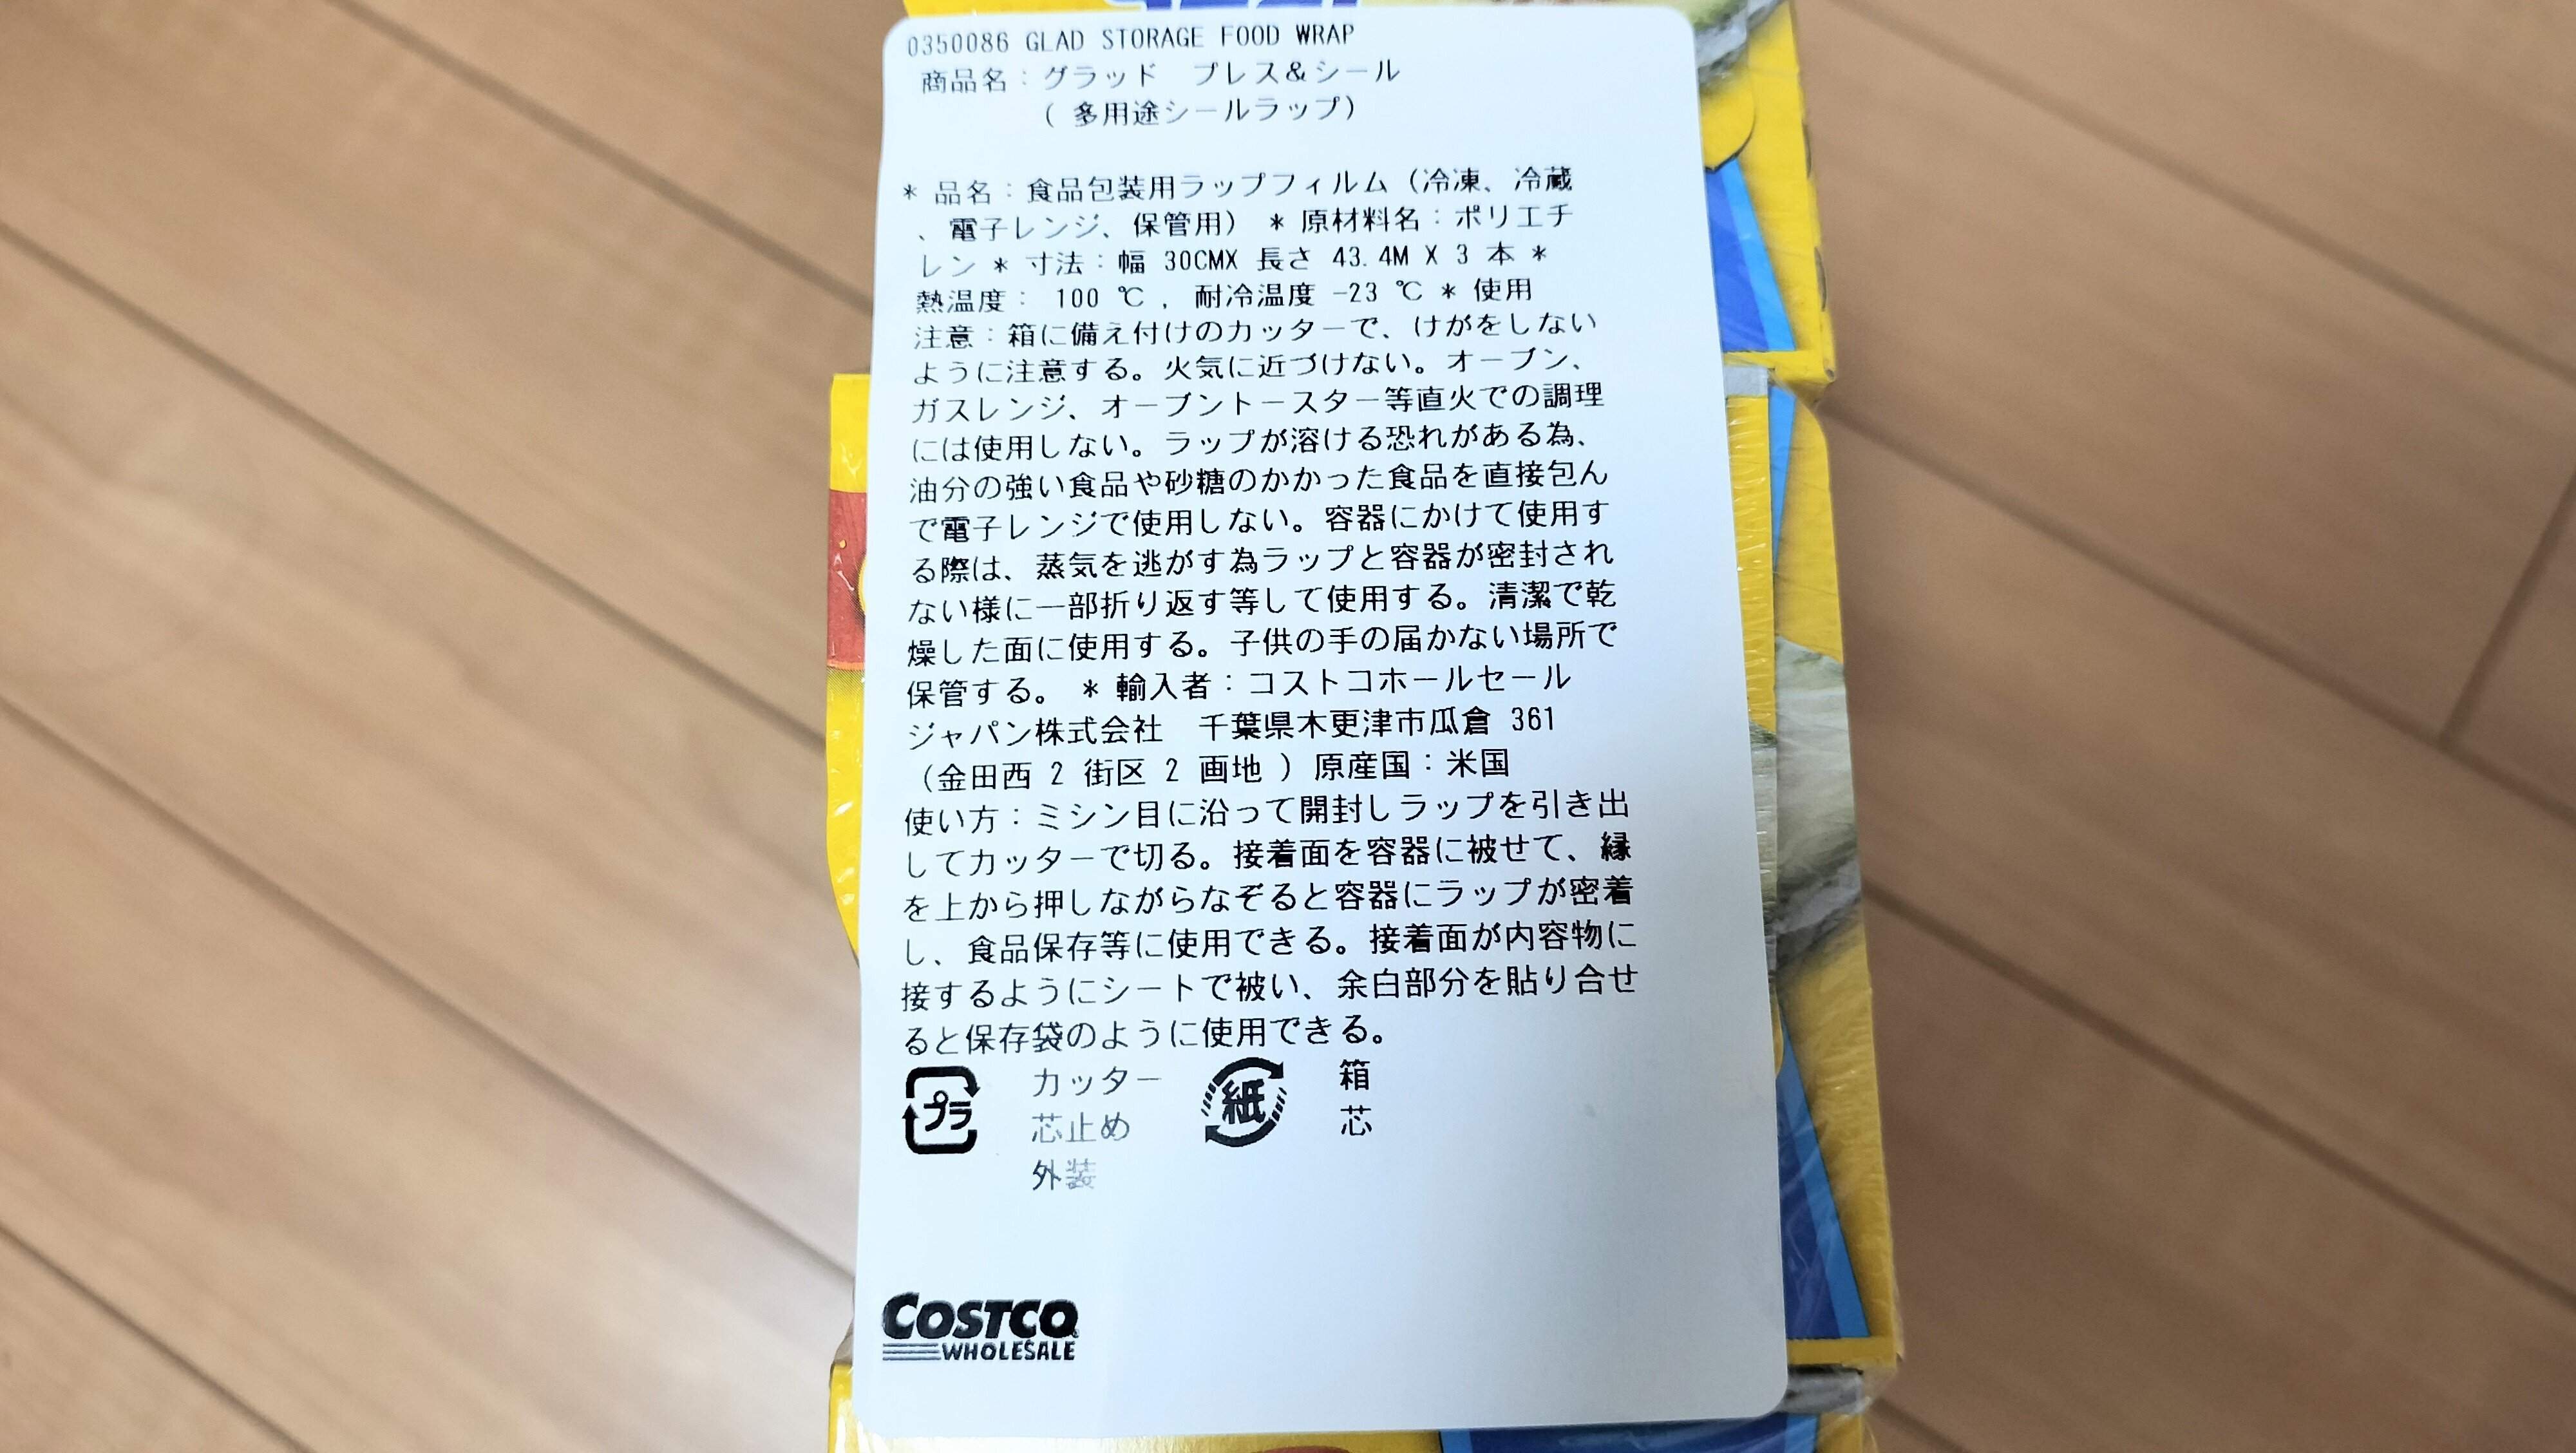 0350086 GLAD STORAGE FOOD WRAP
商品名：グラッド　プレス&シール
（ 多用途シールラップ）
* 品名：食品包装用ラップフィルム（冷凍、冷蔵
、電子レンジ、保管用） * 原材料名：ポリエチ
レン * 寸法：幅 30CMX 長さ 43.4M X 3 本 *
熱温度： 100 ℃ , 耐冷温度 -23 ℃ * 使用
注意：箱に備え付けのカッターで、けがをしない
ように注意する。火気に近づけない。オーブン、
ガスレンジ、オーブントースター等直火での調理
には使用しない。ラップが溶ける恐れがある為、
油分の強い食品や砂糖のかかった食品を直接包ん
で電子レンジで使用しない。容器にかけて使用す
る際は、蒸気を逃がす為ラップと容器が密封され
ない様に一部折り返す等して使用する。清潔で乾
燥した面に使用する。子供の手の届かない場所で
保管する。 * 輸入者：コストコホールセール
ジャパン株式会社　千葉県木更津市瓜倉 361
（金田西 2 街区 2 画地 ）原産国：米国
使い方：ミシン目に沿って開封しラップを引き出
してカッターで切る。接着面を容器に被せて、縁
を上から押しながらなぞると容器にラップが密着
し、食品保存等に使用できる。接着面が内容物に
接するようにシートで被い、余白部分を貼り合せ
ると保存袋のように使用できる。
プラ カッター 紙 箱
芯止め 芯
外装
COSTCO
WHOLESALE